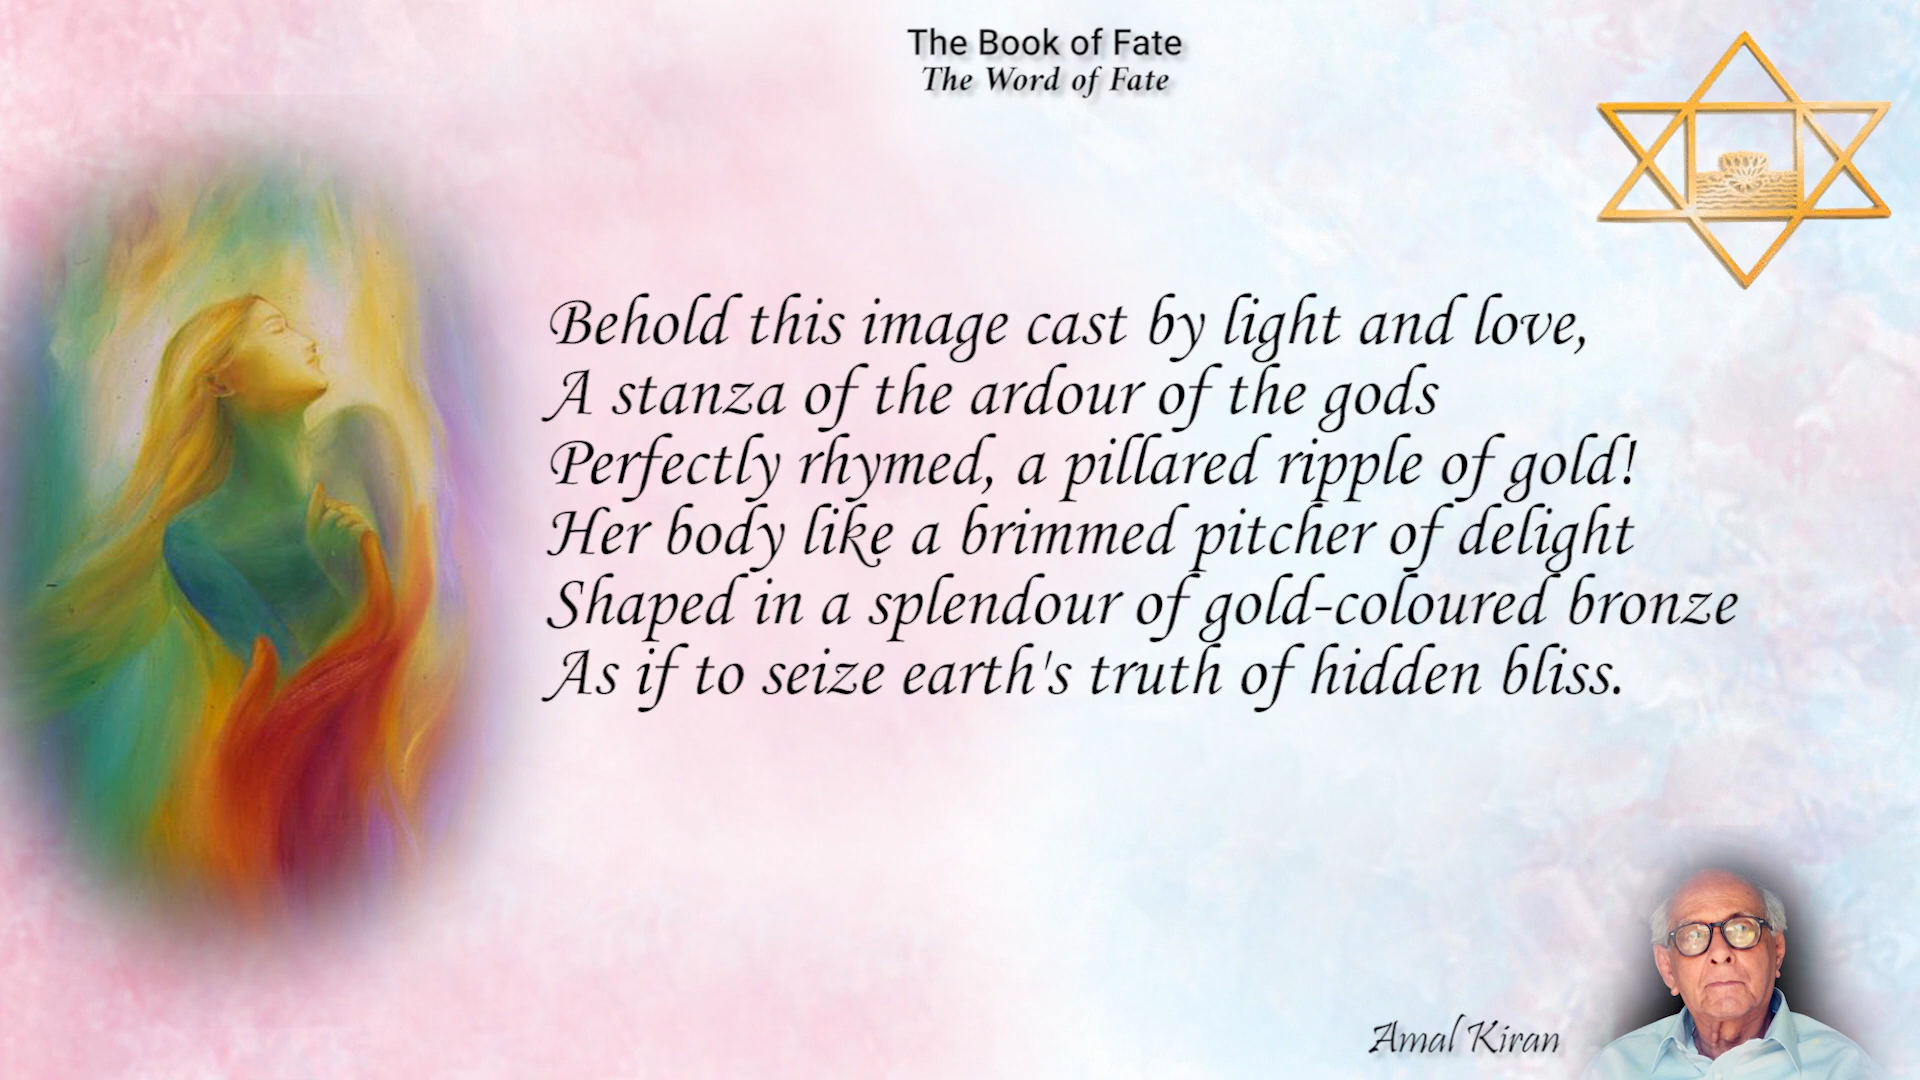 The Book of Fate
The Word of Fate
Behold this image cast by light and love,
A stanza of the ardour of the gods
Perfectly rhymed, a pillared ripple of gold!
Her body like a brimmed pitcher of delight
Shaped in a splendour of gold-coloured bronze
As if to seize earth's truth of hidden bliss.
Amal Kiran